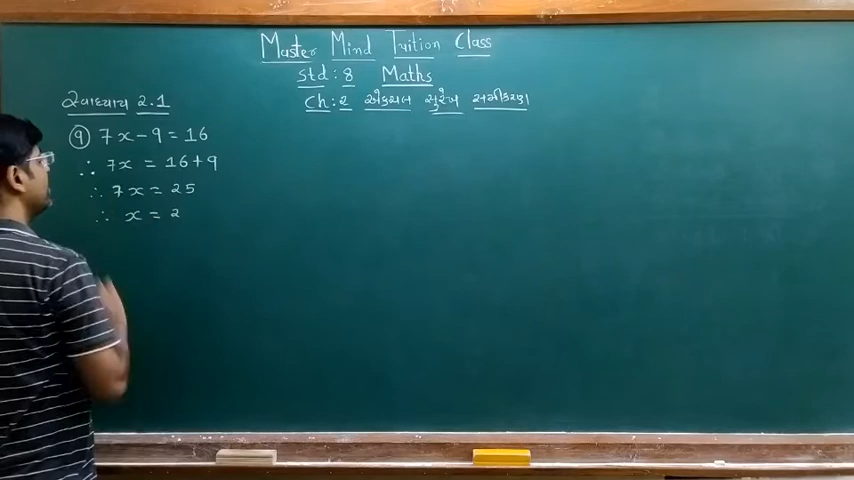 Master Mind Tuition Class
Std : 8 Maths
Ch : 2 એકચલ સુરેખ સમીકરણ
સ્વાધ્યાય 2.1
(9) 7x - 9 = 16
∴ 7x = 16 + 9
∴ 7x = 25
∴ x = 2